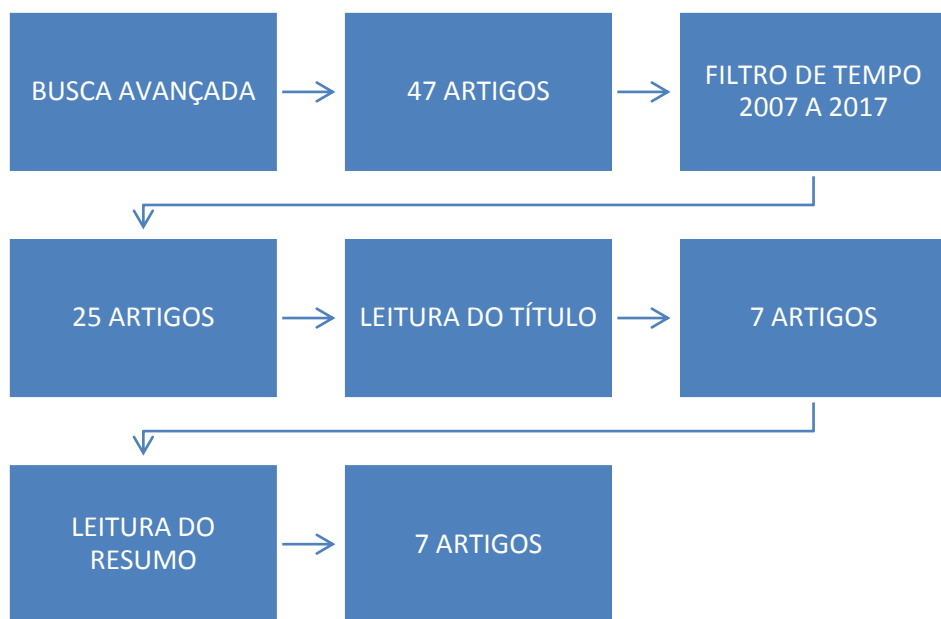 BUSCA AVANÇADA
47 ARTIGOS
FILTRO DE TEMPO
2007 A 2017
25 ARTIGOS
LEITURA DO TÍTULO
7 ARTIGOS
LEITURA DO
RESUMO
7 ARTIGOS